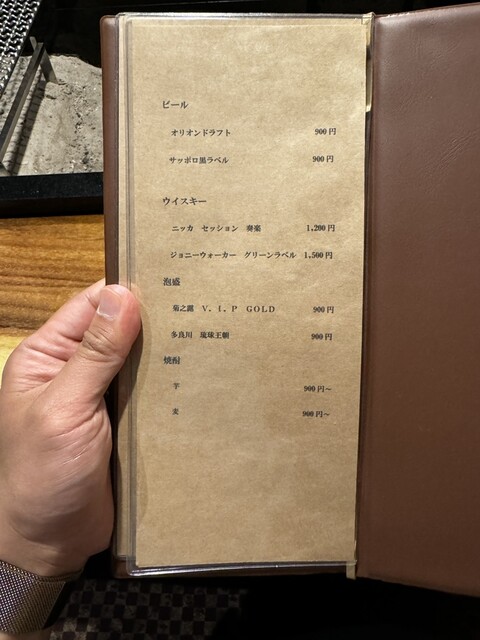 ビール
オリオンドラフト 900円
サッポロ黒ラベル 900円
ウイスキー
ニッカ セッション 奏楽 1,200円
ジョニーウォーカー グリーンラベル 1,500円
泡盛
菊之露 V.I.P GOLD 900円
多良川 琉球王朝 900円
焼酎
芋 900円～
麦 900円～